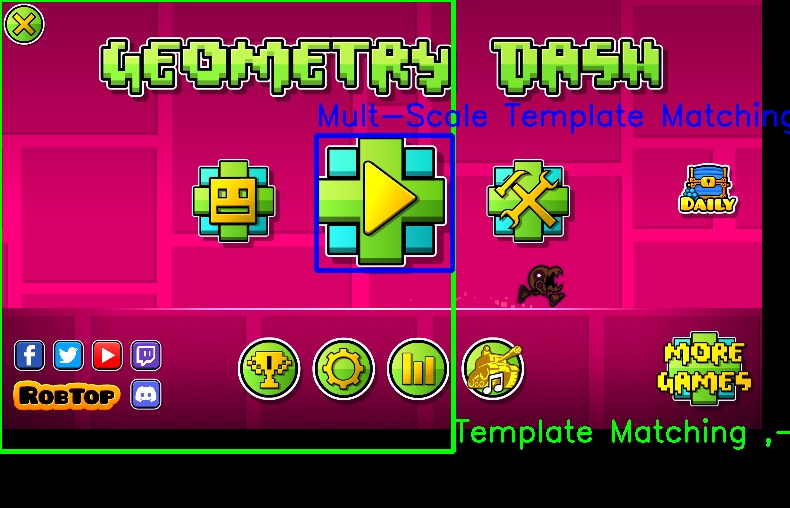 GEOMETRY DASH
Mult-Scale Template Matching
DAILY
MORE
GAMES
ROBTOP
Template Matching ,-